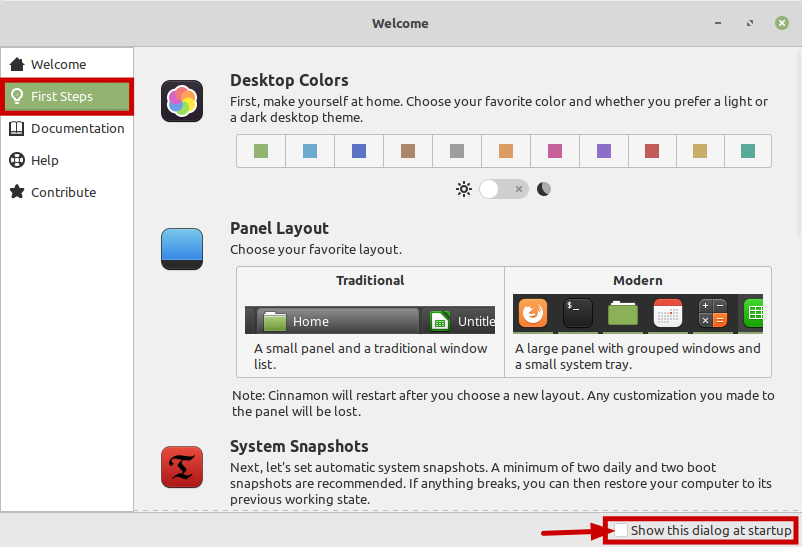 Welcome
Welcome
First Steps
Documentation
Help
Contribute
Desktop Colors
First, make yourself at home. Choose your favorite color and whether you prefer a light or
a dark desktop theme.
Panel Layout
Choose your favorite layout.
Traditional
Home
Untitle
A small panel and a traditional window
list.
Modern
A large panel with grouped windows and
a small system tray.
Note: Cinnamon will restart after you choose a new layout. Any customization you made to
the panel will be lost.
System Snapshots
Next, let's set automatic system snapshots. A minimum of two daily and two boot
snapshots are recommended. If anything breaks, you can then restore your computer to its
previous working state.
Show this dialog at startup